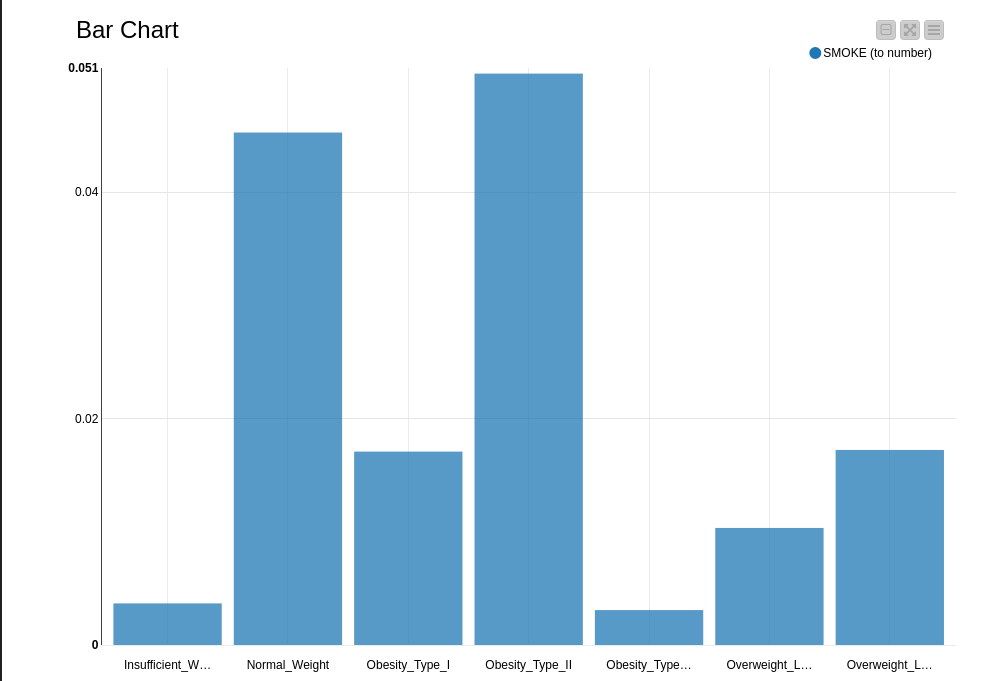 Bar Chart
SMOKE (to number)
0.051
0.04
0.02
0
Insufficient_W… Normal_Weight Obesity_Type_I Obesity_Type_II Obesity_Type… Overweight_L… Overweight_L…